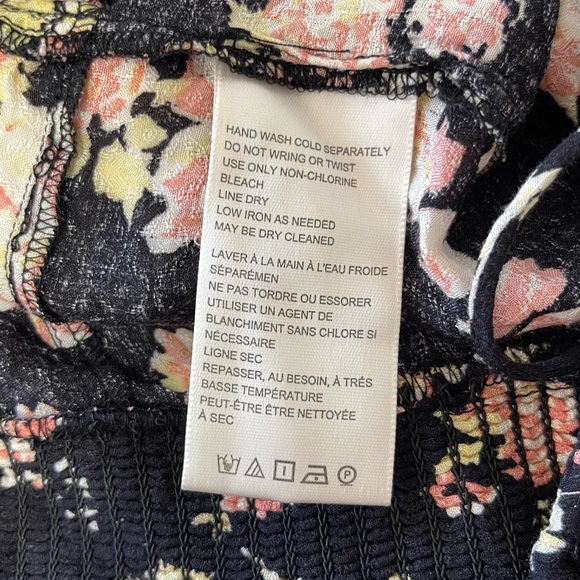 HAND WASH COLD SEPARATELY
DO NOT WRING OR TWIST
USE ONLY NON-CHLORINE
BLEACH
LINE DRY
LOW IRON AS NEEDED
MAY BE DRY CLEANED
LAVER À LA MAIN À L'EAU FROIDE
SÉPARÉMEN
NE PAS TORDRE OU ESSORER
UTILISER UN AGENT DE
BLANCHIMENT SANS CHLORE SI
NÉCESSAIRE
LIGNE SEC
REPASSER, AU BESOIN, À TRÉS
BASSE TEMPÉRATURE
PEUT-ÊTRE ÊTRE NETTOYÉE
À SEC